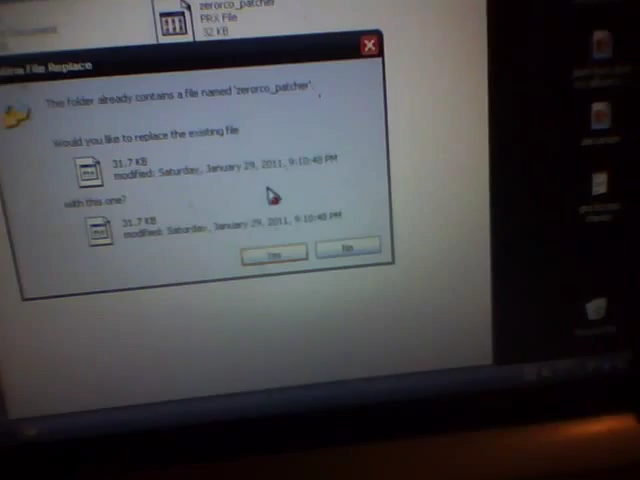 zerorco_patcher
PRX File
32 KB
File Replace
This folder already contains a file named 'zerorco_patcher'.
Would you like to replace the existing file
31.7 KB
modified: Saturday, January 29, 2011, 9:10:48 PM
with this one?
31.7 KB
modified: Saturday, January 29, 2011, 9:10:48 PM
Yes
No